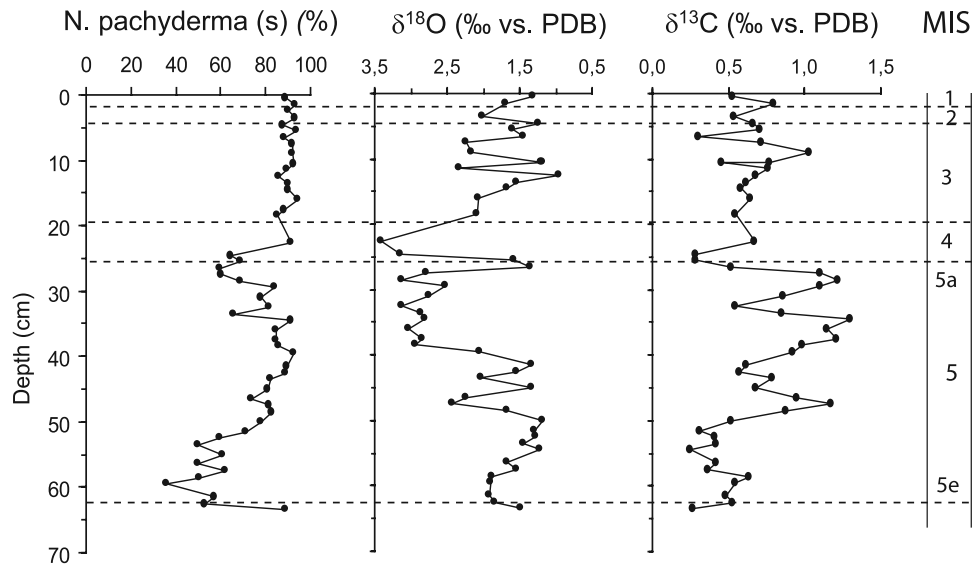 N. pachyderma (s) (%) δ¹⁸O (‰ vs. PDB) δ¹³C (‰ vs. PDB) MIS
0 20 40 60 80 100 3,5 2,5 1,5 0,5 0,0 0,5 1,0 1,5
0 1
2
10
3
20
4
30 5a
Depth (cm)
40
5
50
60 5e
70